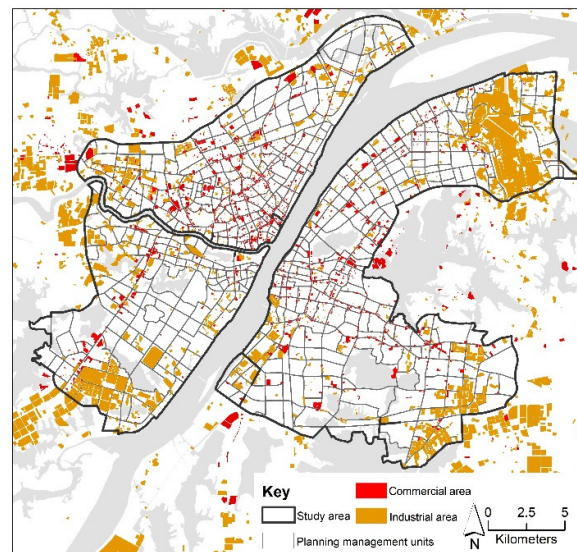 Key
Commercial area
Study area
Industrial area
Planning management units
N
0 2.5 5
Kilometers